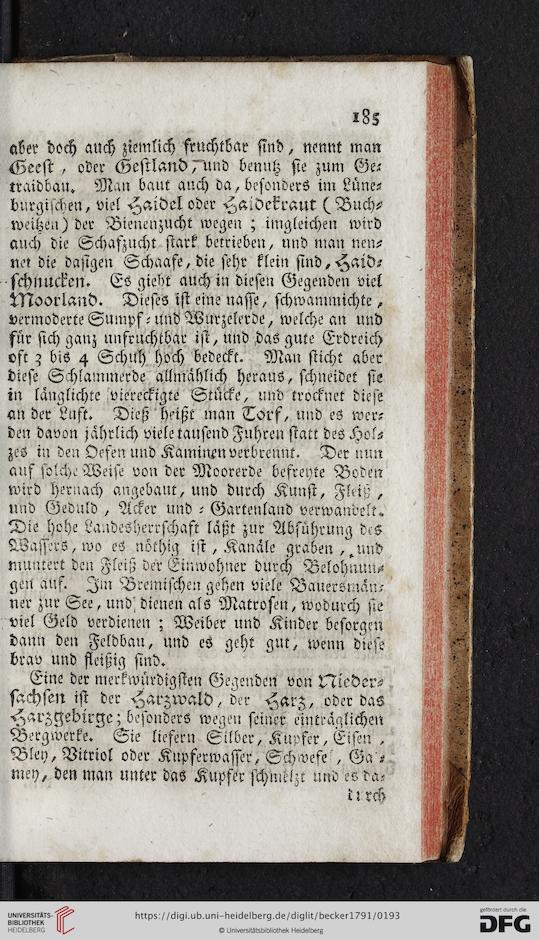 185
aber doch auch ziemlich fruchtbar sind, nennt man
Geest, oder Gestland, und benutz sie zum Ge-
traidbau. Man baut auch da, besonders im Lüne-
burgischen, viel Haidel oder Haidekraut (Buch-
weitzen) der Bienenzucht wegen; imgleichen wird
auch die Schafzucht stark betrieben, und man nen-
net die dasigen Schaafe, die sehr klein sind, Haid-
schnucken. Es giebt auch in diesen Gegenden viel
Moorland. Dieses ist eine nasse, schwammichte,
vermoderte Sumpf- und Wurzelerde, welche an und
für sich ganz unfruchtbar ist, und das gute Erdreich
oft 3 bis 4 Schuh hoch bedeckt. Man sticht aber
diese Schlammerde allmählich heraus, schneidet sie
in länglichte viereckigte Stücke, und trocknet diese
an der Luft. Dieß heißt man Torf, und es wer-
den davon jährlich viele tausend Fuhren statt des Hol-
zes in den Oefen und Kaminen verbrennt. Der nun
auf solche Weise von der Moorerde befreyte Boden
wird hernach angebaut, und durch Kunst, Fleiß,
und Geduld, Acker und - Gartenland verwandelt.
Die hohe Landesherrschaft läßt zur Abführung des
Wassers, wo es nöthig ist, Kanäle graben, und
muntert den Fleiß der Einwohner durch Belohnun-
gen auf. Im Bremischen gehen viele Bauersmän-
ner zur See, und dienen als Matrosen, wodurch sie
viel Geld verdienen; Weiber und Kinder besorgen
dann den Feldbau, und es geht gut, wenn diese
brav und fleißig sind.
Eine der merkwürdigsten Gegenden von Nieder-
sachsen ist der Harzwald, der Harz, oder das
Harzgebirge; besonders wegen seiner einträglichen
Bergwerke. Sie liefern Silber, Kupfer, Eisen,
Bley, Vitriol oder Kupferwasser, Schwefel, Gal-
mey, den man unter das Kupfer schmelzt und es da-
durch
UNIVERSITÄTS-
BIBLIOTHEK
HEIDELBERG
https://digi.ub.uni-heidelberg.de/diglit/becker1791/0193
© Universitätsbibliothek Heidelberg
gefördert durch die
DFG